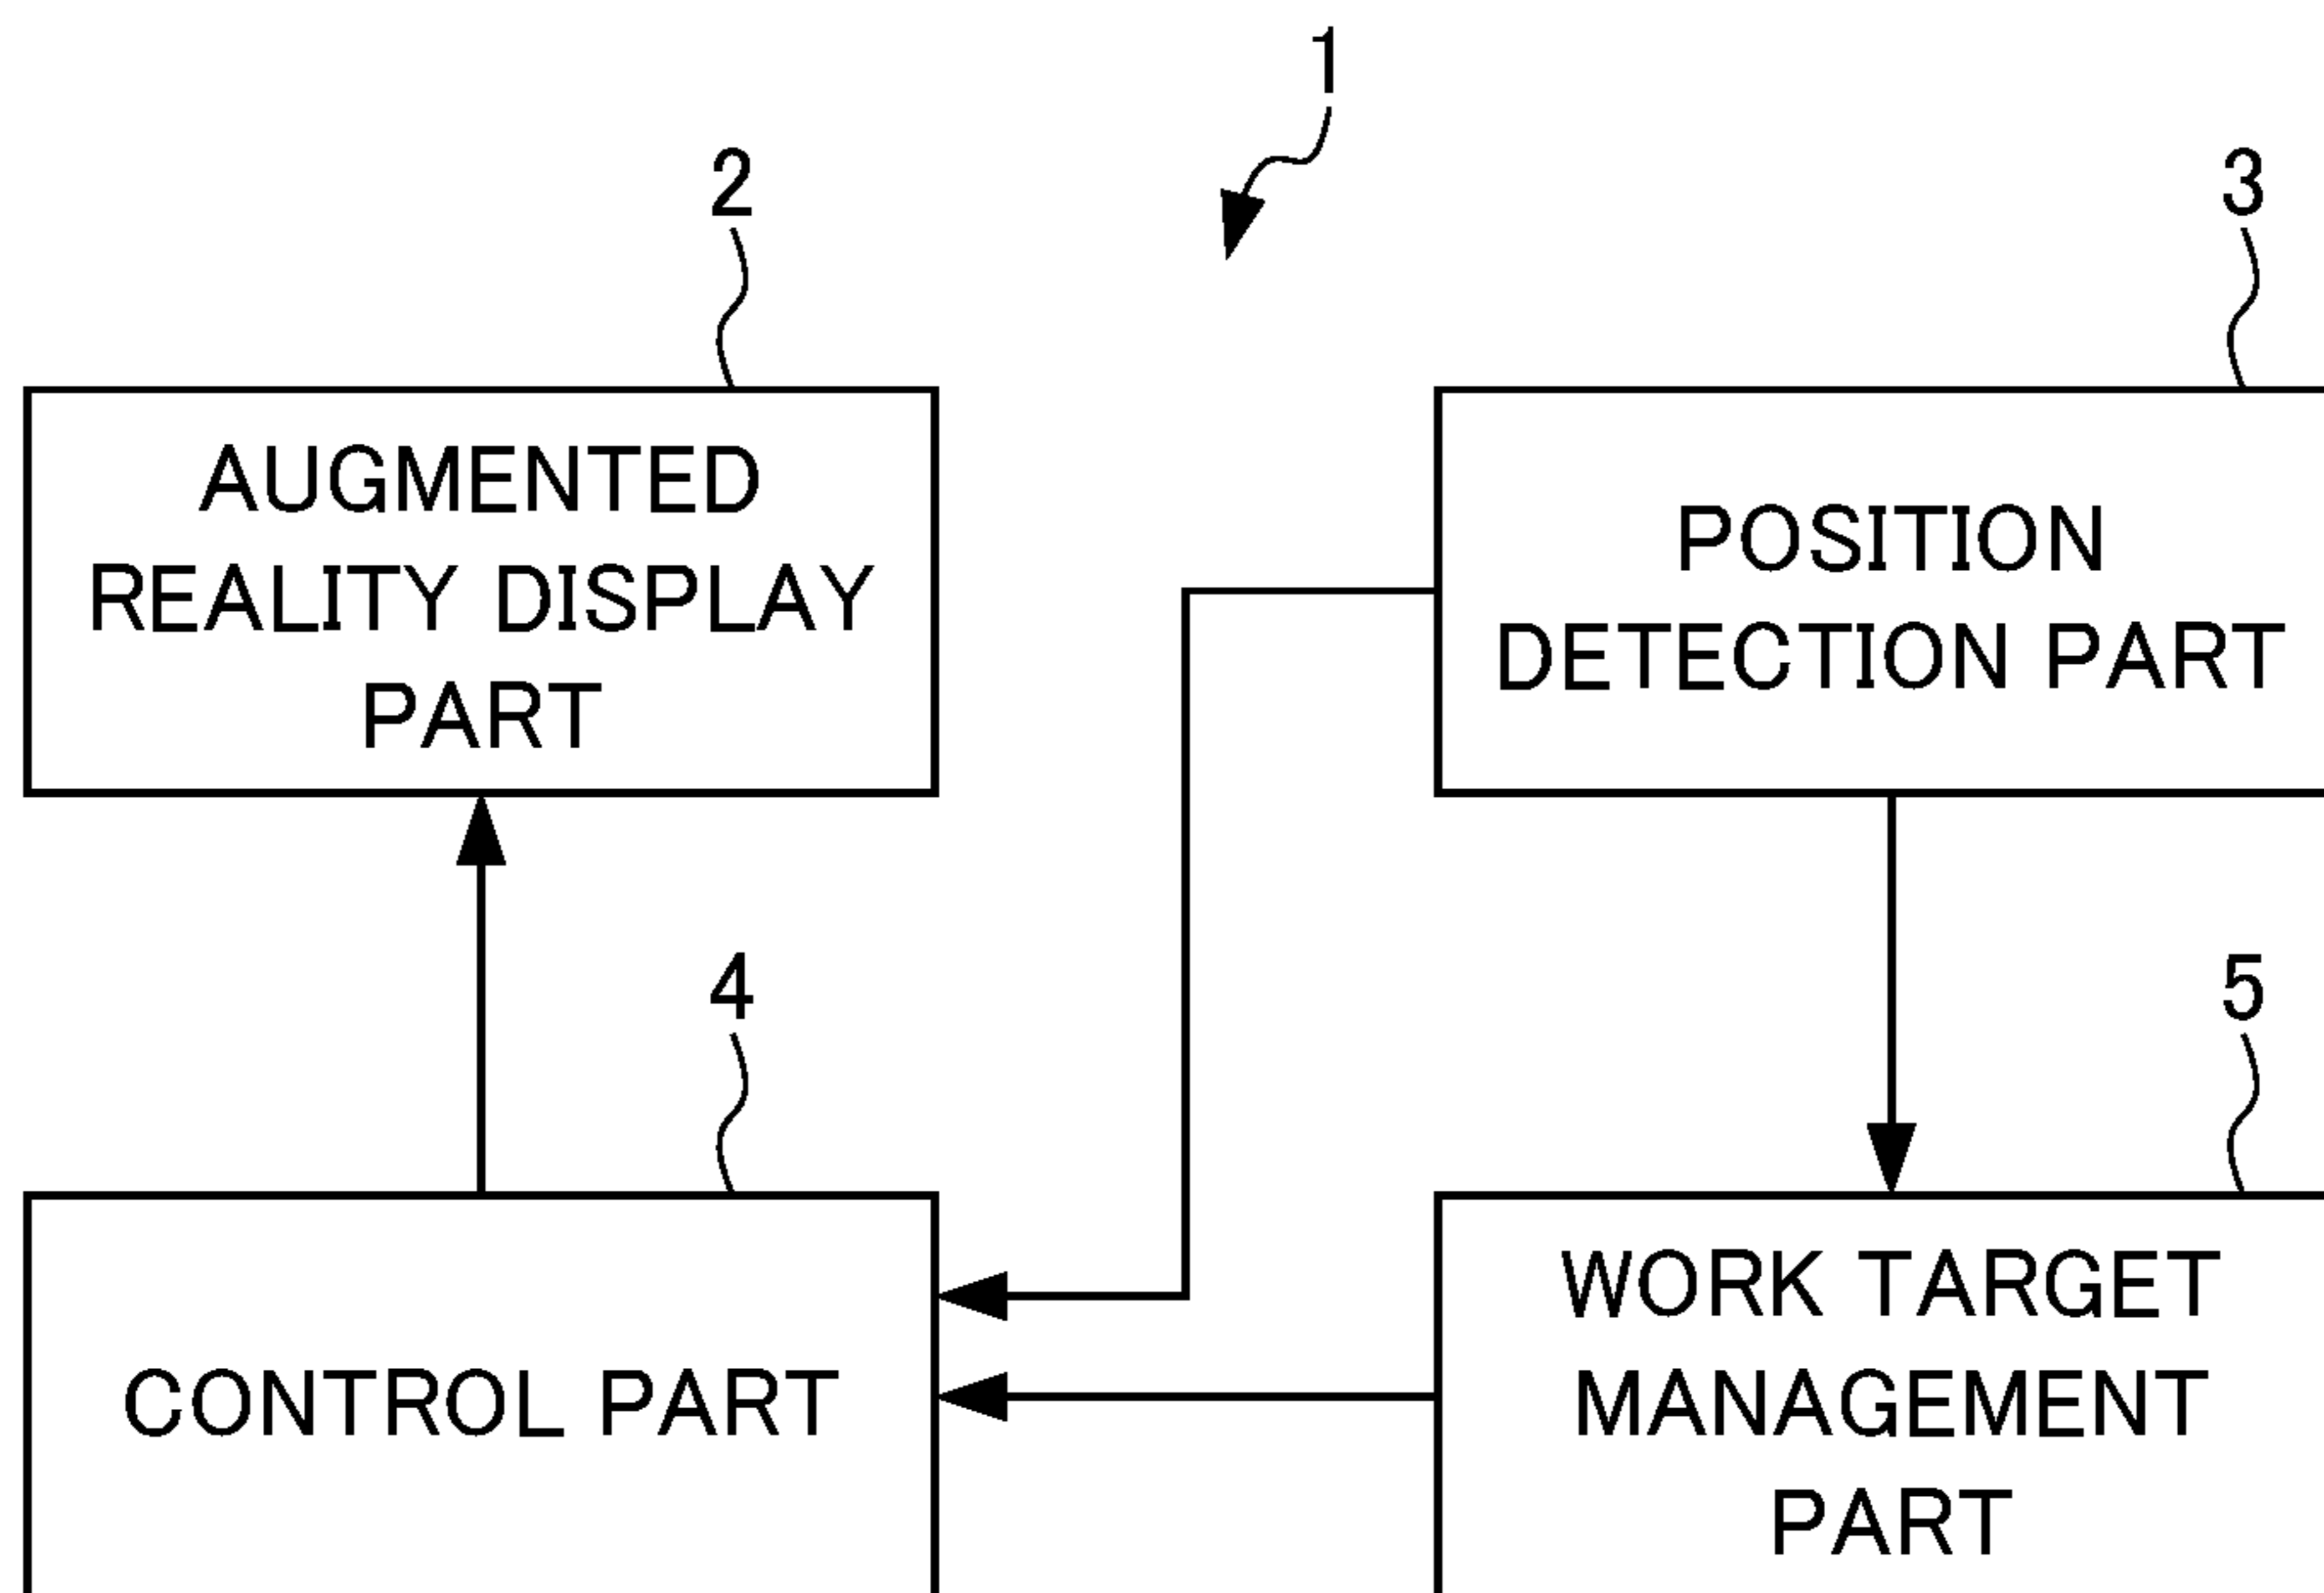 1
2
3
AUGMENTED
REALITY DISPLAY
PART
POSITION
DETECTION PART
4
5
CONTROL PART
WORK TARGET
MANAGEMENT
PART